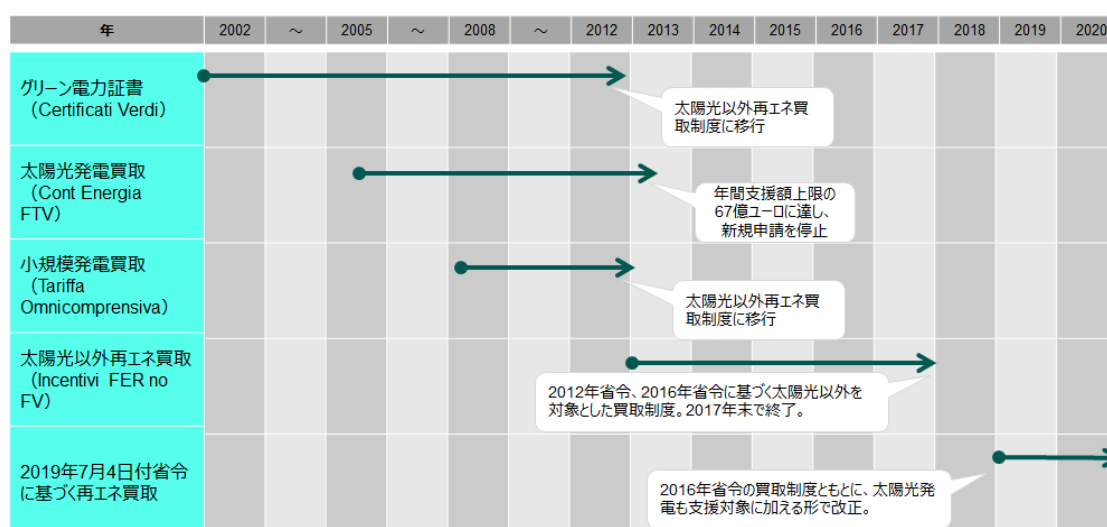 年 2002 ～ 2005 ～ 2008 ～ 2012 2013 2014 2015 2016 2017 2018 2019 2020
グリーン電力証書
（Certificati Verdi）
太陽光以外再エネ買
取制度に移行
太陽光発電買取
（Cont Energia
FTV）
年間支援額上限の
67億ユーロに達し、
新規申請を停止
小規模発電買取
（Tariffa
Omnicomprensiva）
太陽光以外再エネ買
取制度に移行
太陽光以外再エネ買取
（Incentivi FER no
FV）
2012年省令、2016年省令に基づく太陽光以外を
対象とした買取制度。2017年末で終了。
2019年7月4日付省令
に基づく再エネ買取
2016年省令の買取制度ともとに、太陽光発
電も支援対象に加える形で改正。